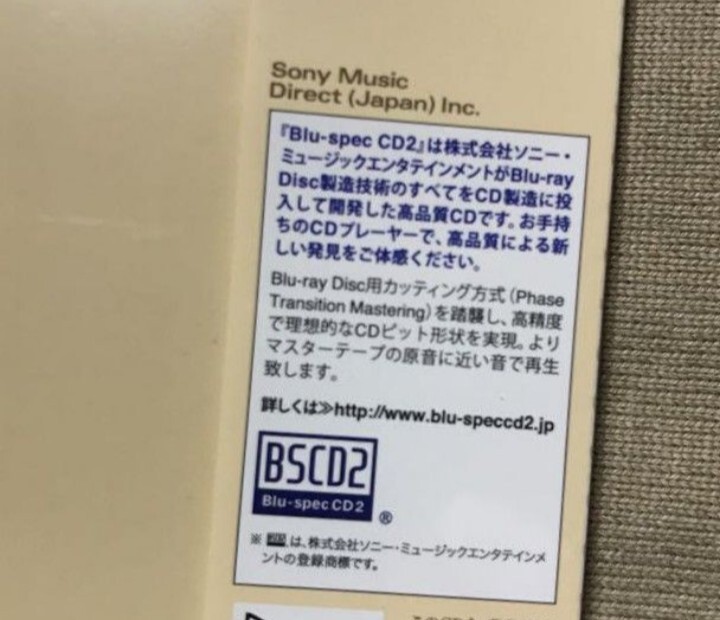 Sony Music
Direct (Japan) Inc.
『Blu-spec CD2』は株式会社ソニー・
ミュージックエンタテインメントがBlu-ray
Disc製造技術のすべてをCD製造に投
入して開発した高品質CDです。お手持
ちのCDプレーヤーで、高品質による新
しい発見をご体感ください。
Blu-ray Disc用カッティング方式(Phase
Transition Mastering)を踏襲し、高精度
で理想的なCDピット形状を実現。より
マスターテープの原音に近い音で再生
致します。
詳しくは≫http://www.blu-speccd2.jp
BSCD2
Blu-spec CD2
®
※ は、株式会社ソニー・ミュージックエンタテインメ
ントの登録商標です。